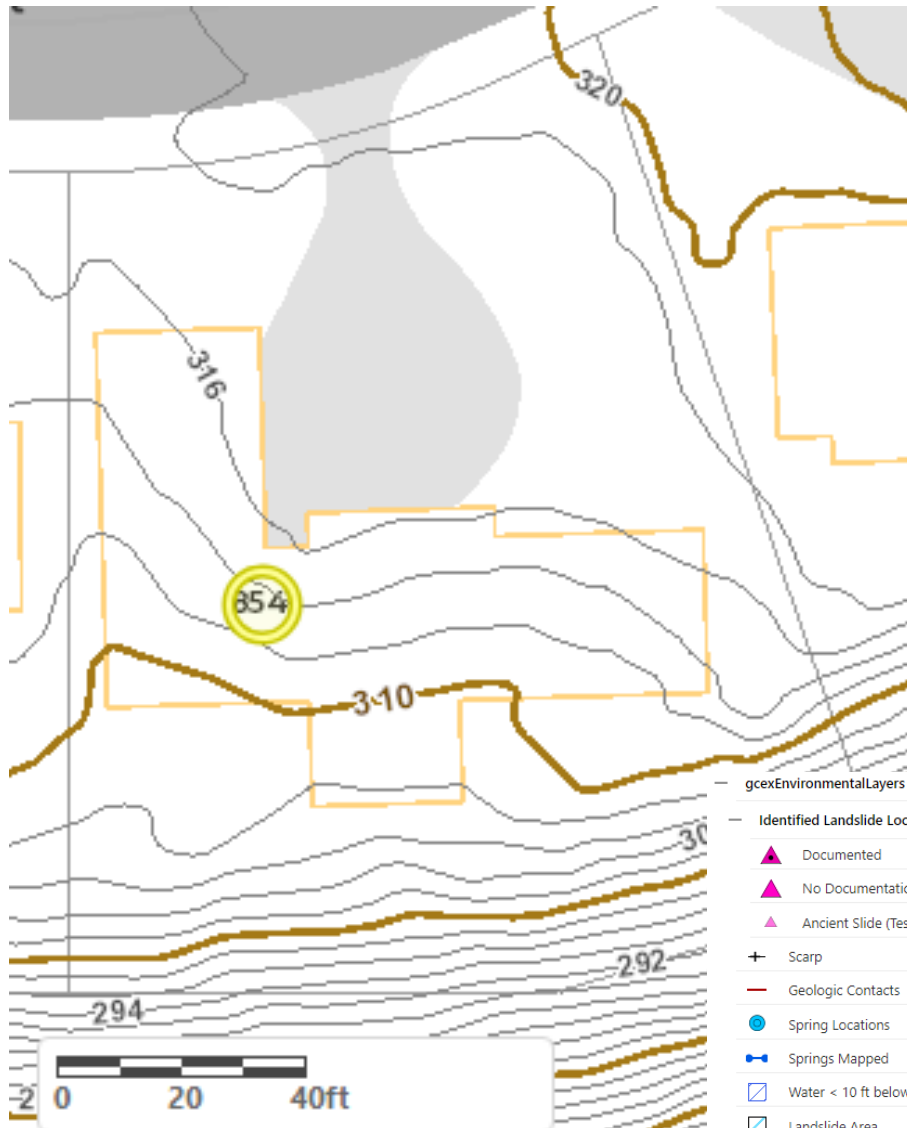 320
316
854
310
gcexEnvironmentalLayers
Identified Landslide Loc
30
Documented
No Documentatio
Ancient Slide (Tes
292
Scarp
Geologic Contacts
294
Spring Locations
Springs Mapped
0 20 40ft
Water < 10 ft below
Landslide Area